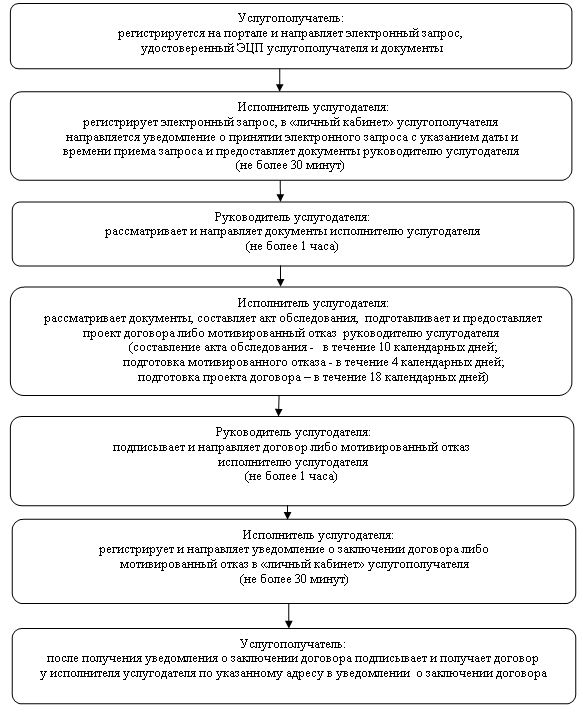 Услугополучатель:
регистрируется на портале и направляет электронный запрос,
удостоверенный ЭЦП услугополучателя и документы
Исполнитель услугодателя:
регистрирует электронный запрос, в «личный кабинет» услугополучателя
направляется уведомление о принятии электронного запроса с указанием даты и
времени приема запроса и предоставляет документы руководителю услугодателя
(не более 30 минут)
Руководитель услугодателя:
рассматривает и направляет документы исполнителю услугодателя
(не более 1 часа)
Исполнитель услугодателя:
рассматривает документы, составляет акт обследования, подготавливает и предоставляет
проект договора либо мотивированный отказ руководителю услугодателя
(составление акта обследования - в течение 10 календарных дней;
подготовка мотивированного отказа - в течение 4 календарных дней;
подготовка проекта договора – в течение 18 календарных дней)
Руководитель услугодателя:
подписывает и направляет договор либо мотивированный отказ
исполнителю услугодателя
(не более 1 часа)
Исполнитель услугодателя:
регистрирует и направляет уведомление о заключении договора либо
мотивированный отказ в «личный кабинет» услугополучателя
(не более 30 минут)
Услугополучатель:
после получения уведомления о заключении договора подписывает и получает договор
у исполнителя услугодателя по указанному адресу в уведомлении о заключении договора